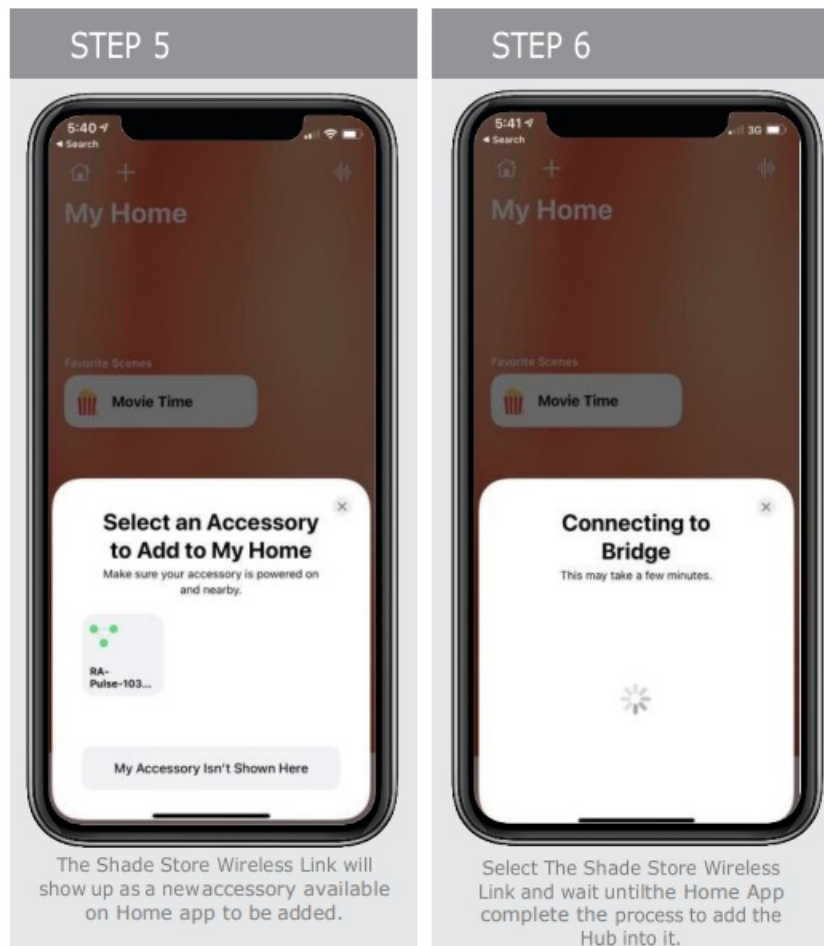 STEP 5
5:40
Search
My Home
Favorite Scenes
Movie Time
Select an Accessory
to Add to My Home
Make sure your accessory is powered on
and nearby.
RA-
Pulse-103...
My Accessory Isn't Shown Here
The Shade Store Wireless Link will
show up as a newaccessory available
on Home app to be added.
STEP 6
5:41
3G
Search
My Home
Favorite Scenes
Movie Time
Connecting to
Bridge
This may take a few minutes.
Select The Shade Store Wireless
Link and wait untilthe Home App
complete the process to add the
Hub into it.